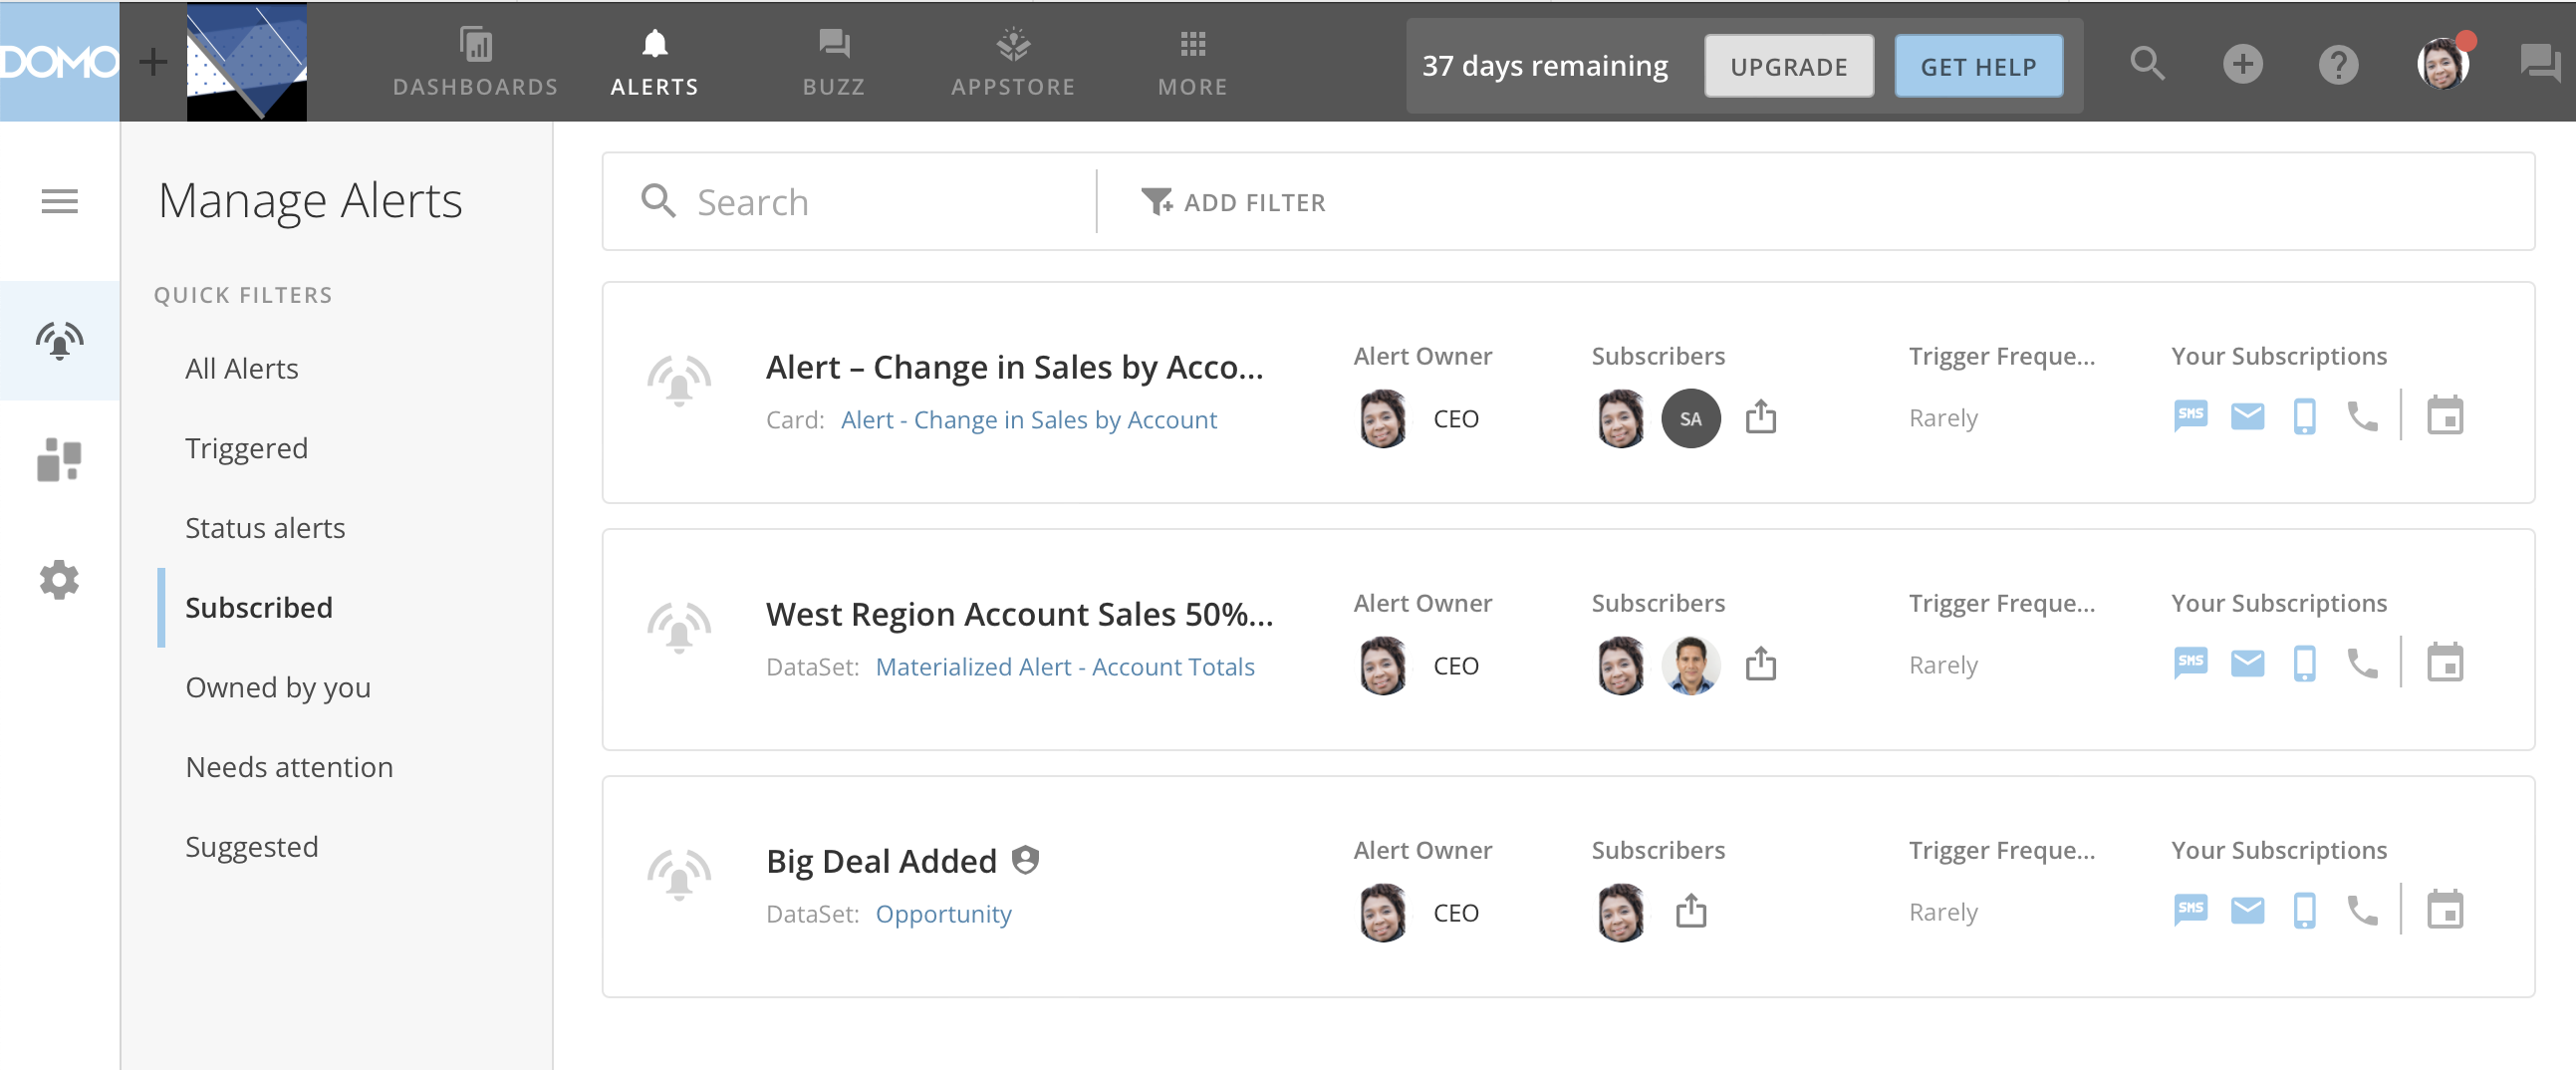 DOMO
DASHBOARDS
ALERTS
BUZZ
APPSTORE
MORE
37 days remaining
UPGRADE
GET HELP
Manage Alerts
QUICK FILTERS
All Alerts
Triggered
Status alerts
Subscribed
Owned by you
Needs attention
Suggested
Search
ADD FILTER
Alert – Change in Sales by Acco...
Card: Alert - Change in Sales by Account
Alert Owner
CEO
Subscribers
SA
Trigger Freque...
Rarely
Your Subscriptions
SMS
West Region Account Sales 50%...
DataSet: Materialized Alert - Account Totals
Alert Owner
CEO
Subscribers
Trigger Freque...
Rarely
Your Subscriptions
SMS
Big Deal Added
DataSet: Opportunity
Alert Owner
CEO
Subscribers
Trigger Freque...
Rarely
Your Subscriptions
SMS